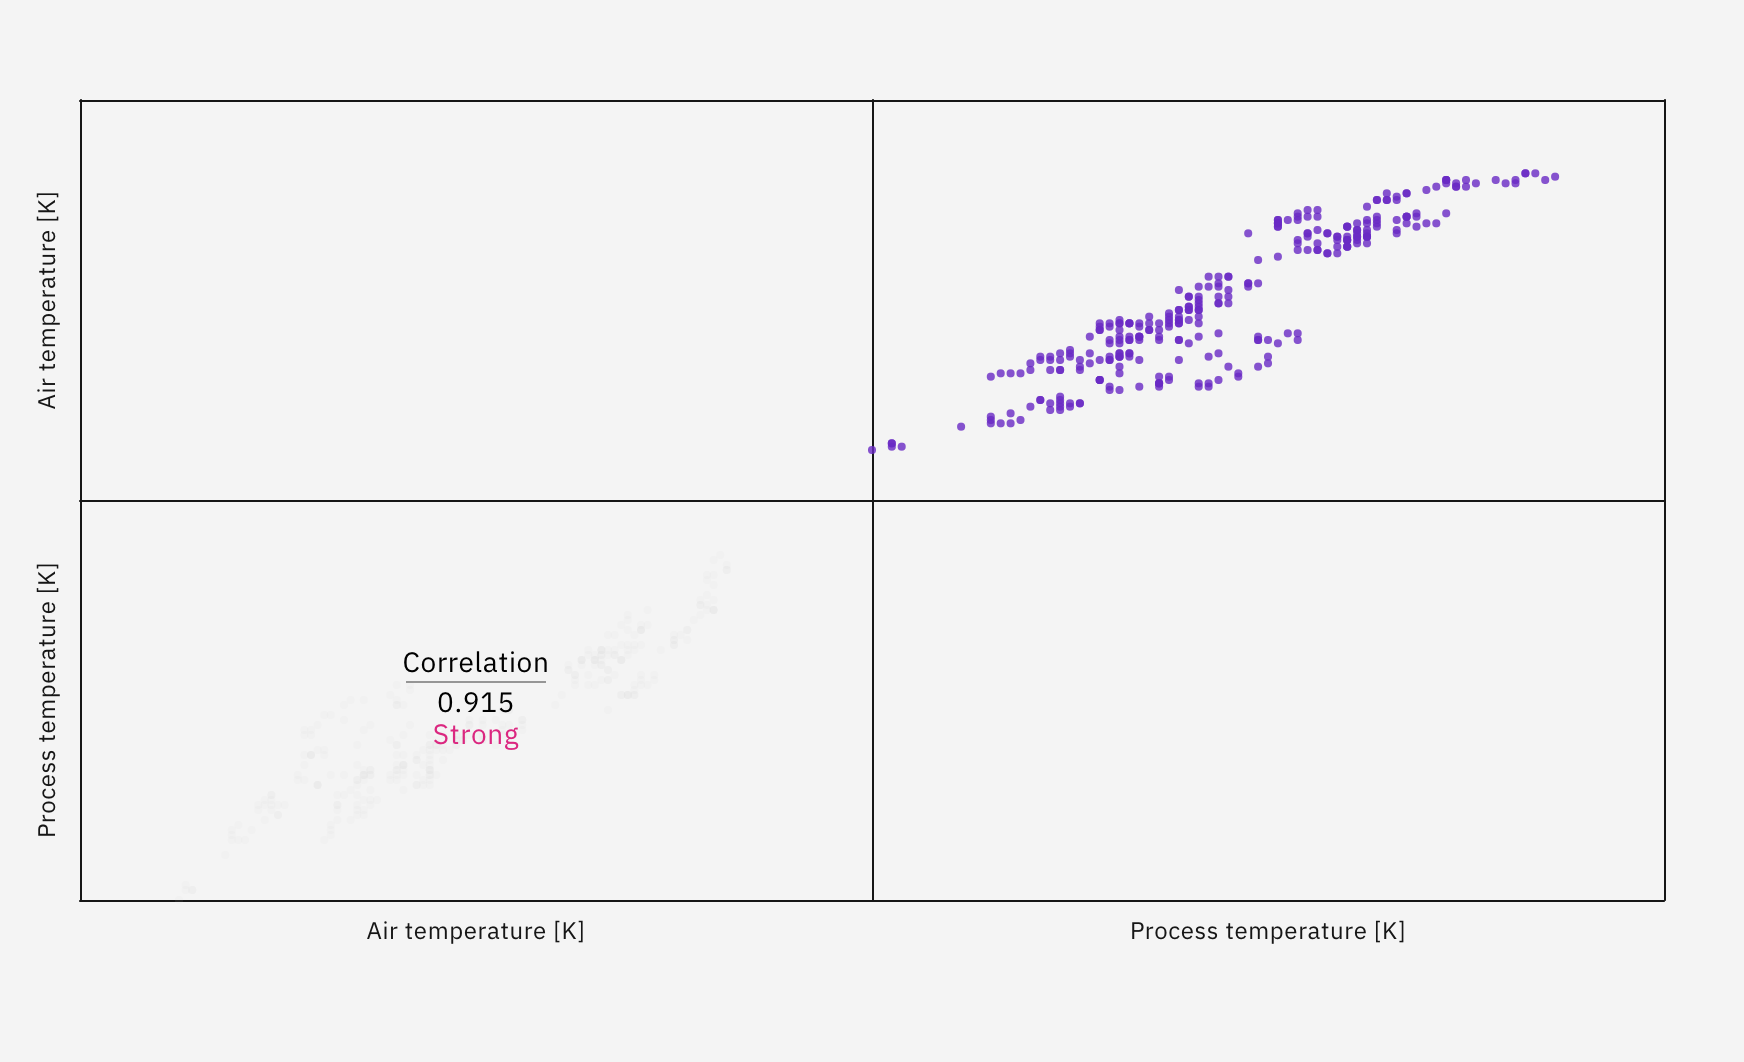 Air temperature [K]
Process temperature [K]
Correlation
0.915
Strong
Air temperature [K]
Process temperature [K]